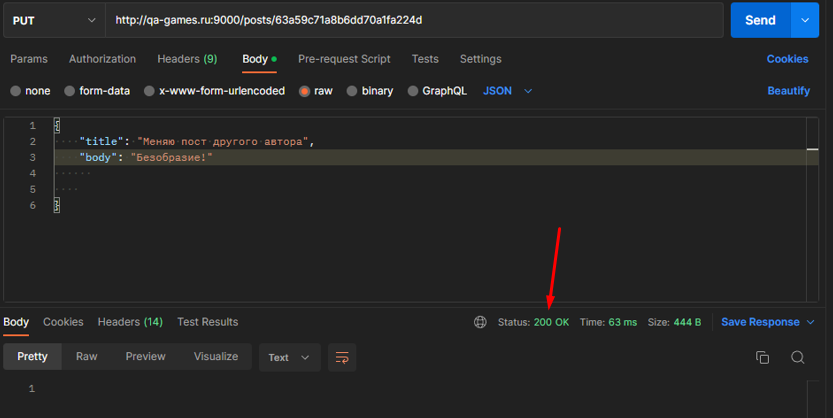 PUT http://qa-games.ru:9000/posts/63a59c71a8b6dd70a1fa224d Send
Params Authorization Headers (9) Body Pre-request Script Tests Settings Cookies
none form-data x-www-form-urlencoded raw binary GraphQL JSON Beautify
1 {
2 "title": "Меняю пост другого автора",
3 "body": "Безобразие!"
4
5
6 }
Body Cookies Headers (14) Test Results Status: 200 OK Time: 63 ms Size: 444 B Save Response
Pretty Raw Preview Visualize Text
1